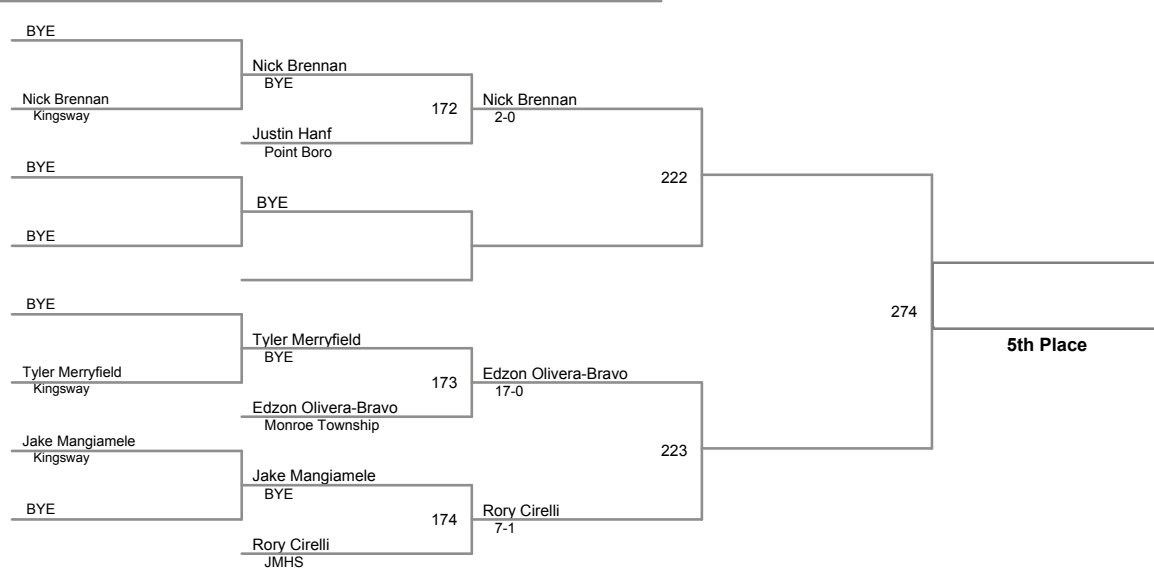 BYE
Nick Brennan
BYE
Nick Brennan
Kingsway
172
Nick Brennan
2-0
Justin Hanf
Point Boro
BYE
222
BYE
BYE
BYE
274
Tyler Merryfield
BYE
5th Place
Tyler Merryfield
Kingsway
173
Edzon Olivera-Bravo
17-0
Edzon Olivera-Bravo
Monroe Township
Jake Mangiamele
Kingsway
223
Jake Mangiamele
BYE
BYE
174
Rory Cirelli
7-1
Rory Cirelli
JMHS